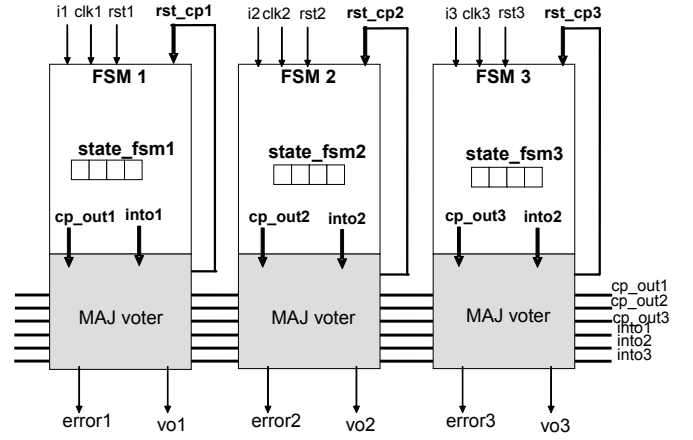 i1 clk1 rst1 rst_cp1 i2 clk2 rst2 rst_cp2 i3 clk3 rst3 rst_cp3
FSM 1 FSM 2 FSM 3
state_fsm1 state_fsm2 state_fsm3
cp_out1 into1 cp_out2 into2 cp_out3 into2
cp_out1
cp_out2
MAJ voter MAJ voter MAJ voter cp_out3
into1
into2
into3
error1 vo1 error2 vo2 error3 vo3